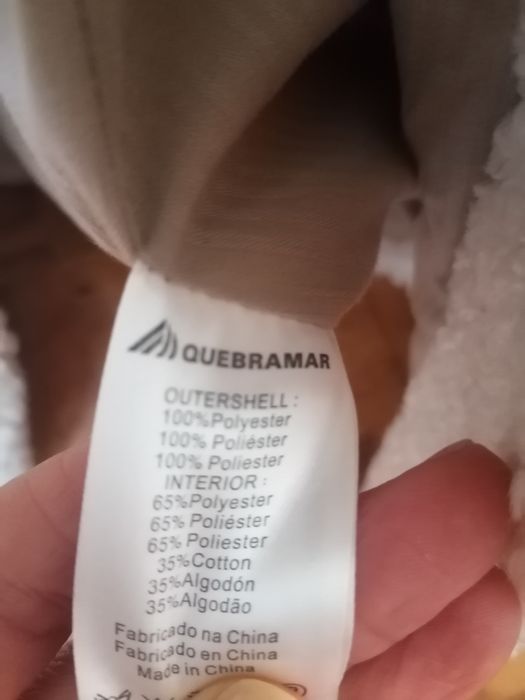 QUEBRAMAR
OUTERSHELL :
100%Polyester
100% Poliéster
100% Poliester
INTERIOR :
65%Polyester
65% Poliéster
65% Poliester
35%Cotton
35%Algodón
35%Algodão
Fabricado na China
Fabricado en China
Made in China